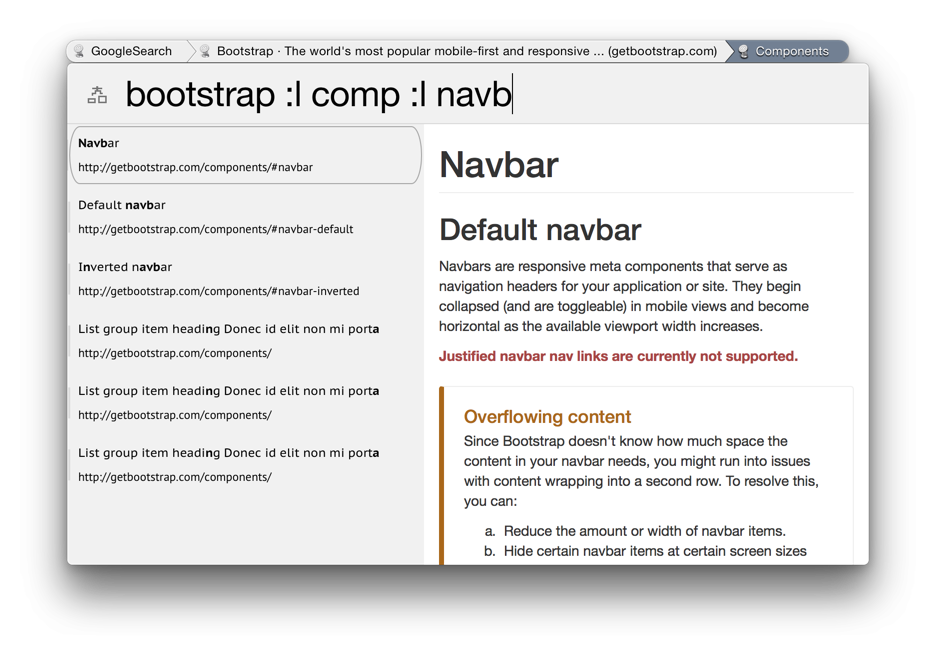 GoogleSearch Bootstrap · The world's most popular mobile-first and responsive ... (getbootstrap.com) Components
bootstrap :l comp :l navb
Navbar
http://getbootstrap.com/components/#navbar
Default navbar
http://getbootstrap.com/components/#navbar-default
Inverted navbar
http://getbootstrap.com/components/#navbar-inverted
List group item heading Donec id elit non mi porta
http://getbootstrap.com/components/
List group item heading Donec id elit non mi porta
http://getbootstrap.com/components/
List group item heading Donec id elit non mi porta
http://getbootstrap.com/components/
Navbar
Default navbar
Navbars are responsive meta components that serve as
navigation headers for your application or site. They begin
collapsed (and are toggleable) in mobile views and become
horizontal as the available viewport width increases.
Justified navbar nav links are currently not supported.
Overflowing content
Since Bootstrap doesn't know how much space the
content in your navbar needs, you might run into issues
with content wrapping into a second row. To resolve this,
you can:
a. Reduce the amount or width of navbar items.
b. Hide certain navbar items at certain screen sizes